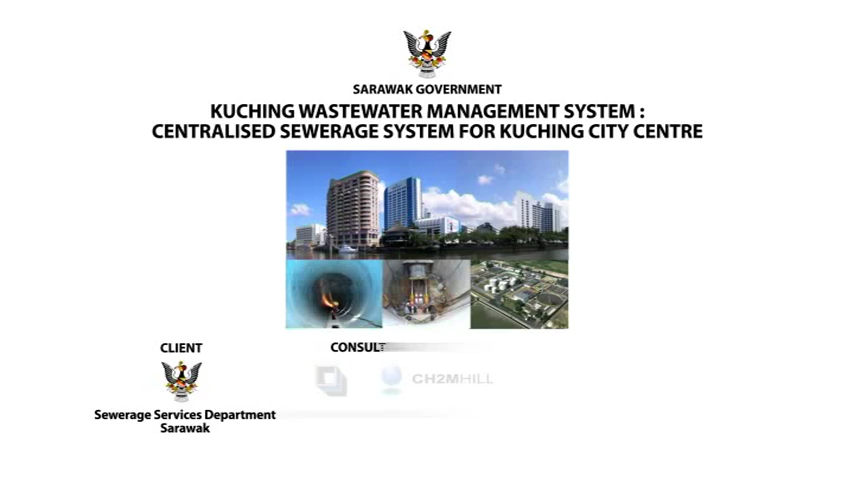 SARAWAK GOVERNMENT
KUCHING WASTEWATER MANAGEMENT SYSTEM :
CENTRALISED SEWERAGE SYSTEM FOR KUCHING CITY CENTRE
CLIENT
CONSULT
CH2MHILL
Sewerage Services Department
Sarawak